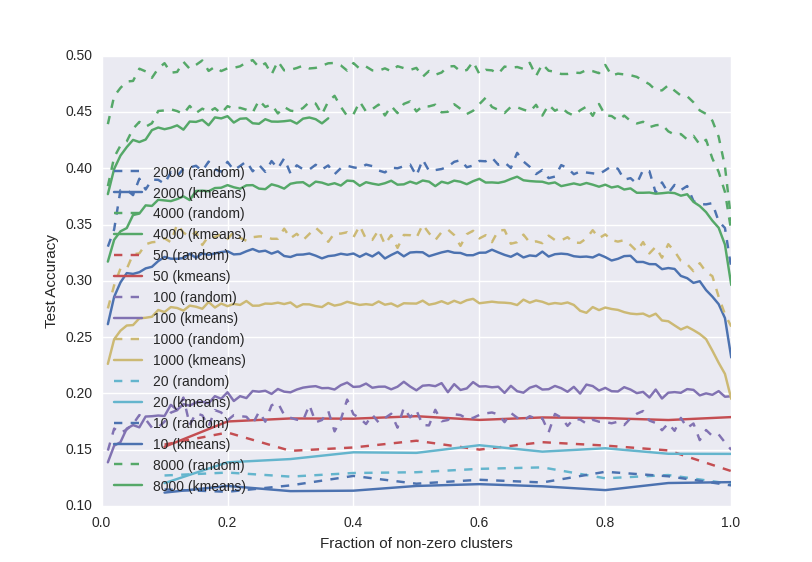 0.50
0.45
0.40
0.35
0.30
0.25
0.20
0.15
0.10
Test Accuracy
2000 (random)
2000 (kmeans)
4000 (random)
4000 (kmeans)
50 (random)
50 (kmeans)
100 (random)
100 (kmeans)
1000 (random)
1000 (kmeans)
20 (random)
20 (kmeans)
10 (random)
10 (kmeans)
8000 (random)
8000 (kmeans)
0.0 0.2 0.4 0.6 0.8 1.0
Fraction of non-zero clusters